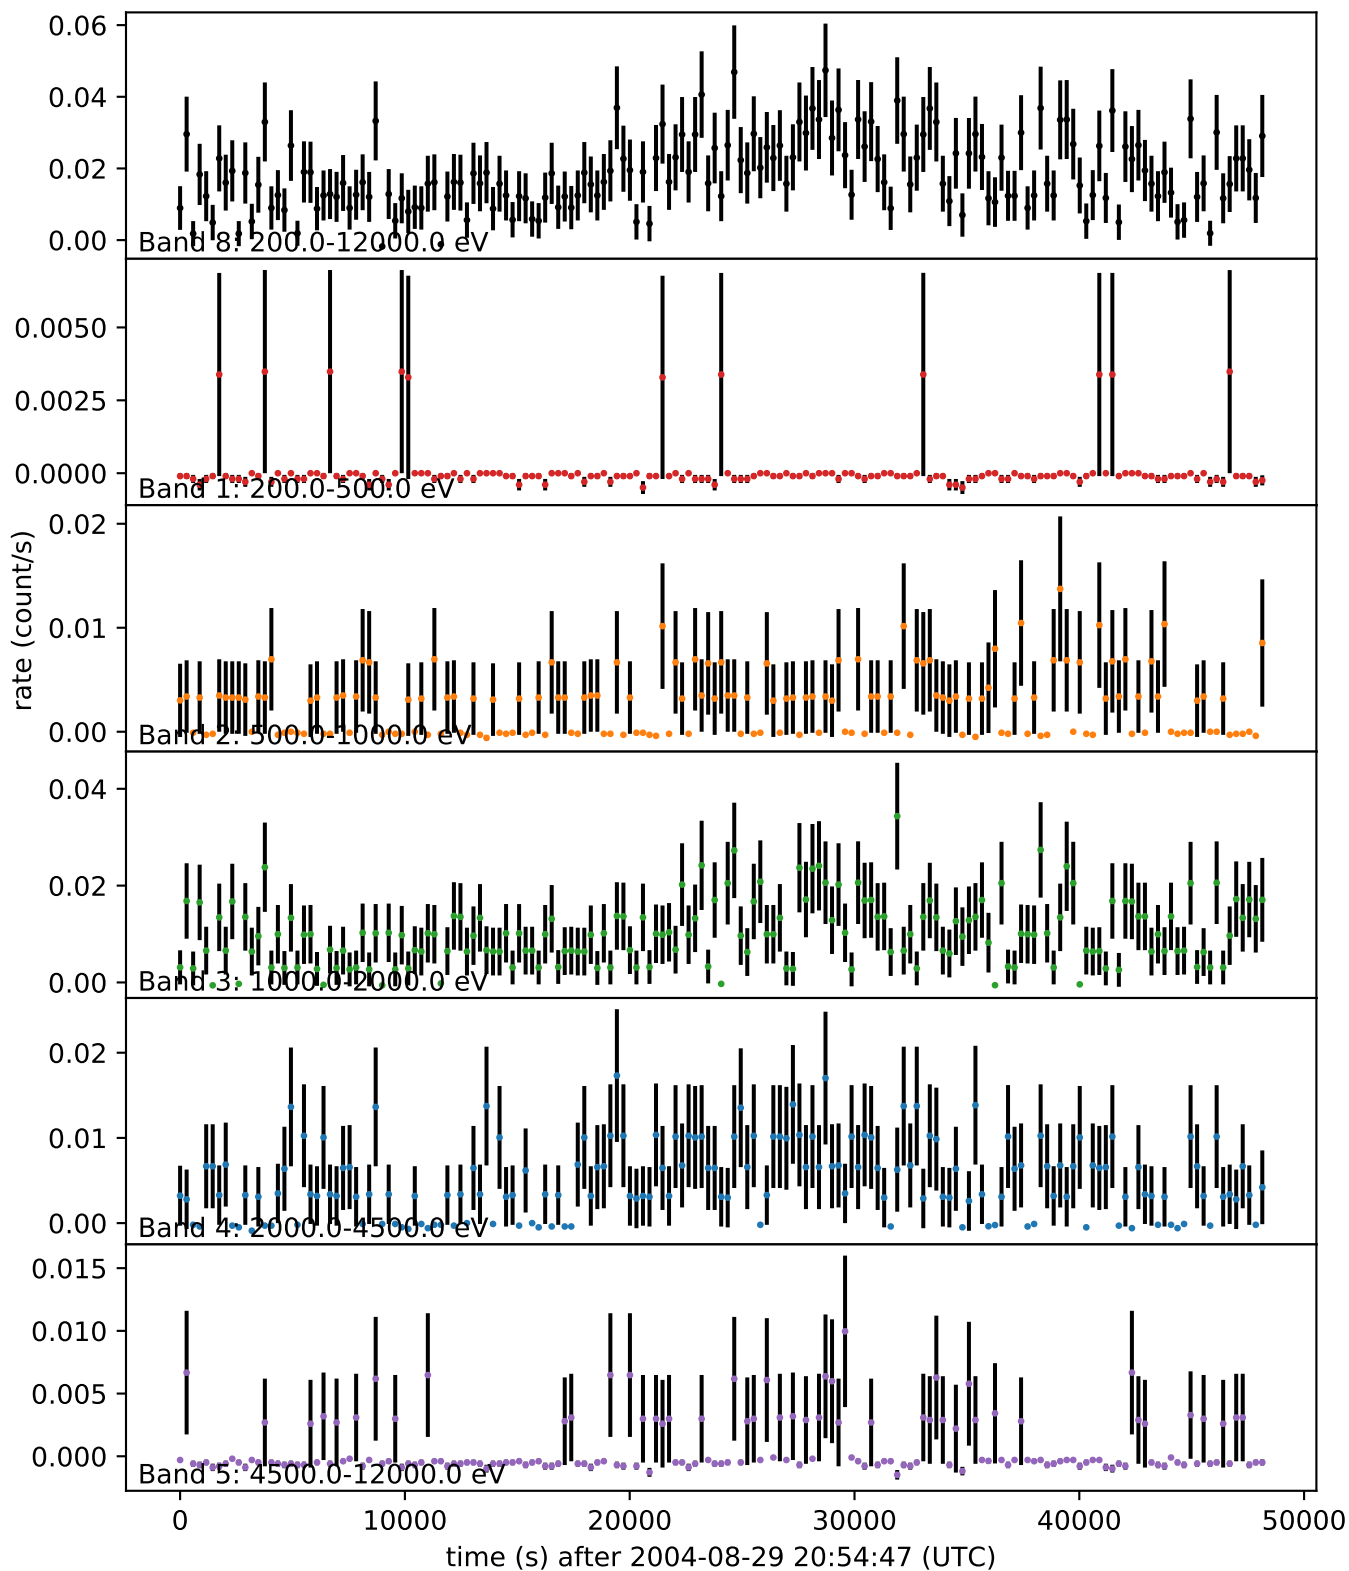 0.06
0.04
0.02
0.00
Band 8: 200.0-12000.0 eV
0.0050
0.0025
0.0000
Band 1: 200.0-500.0 eV
rate (count/s)
0.02
0.01
0.00
Band 2: 500.0-1000.0 eV
0.04
0.02
0.00
Band 3: 1000.0-2000.0 eV
0.02
0.01
0.00
Band 4: 2000.0-4500.0 eV
0.015
0.010
0.005
0.000
Band 5: 4500.0-12000.0 eV
0 10000 20000 30000 40000 50000
time (s) after 2004-08-29 20:54:47 (UTC)